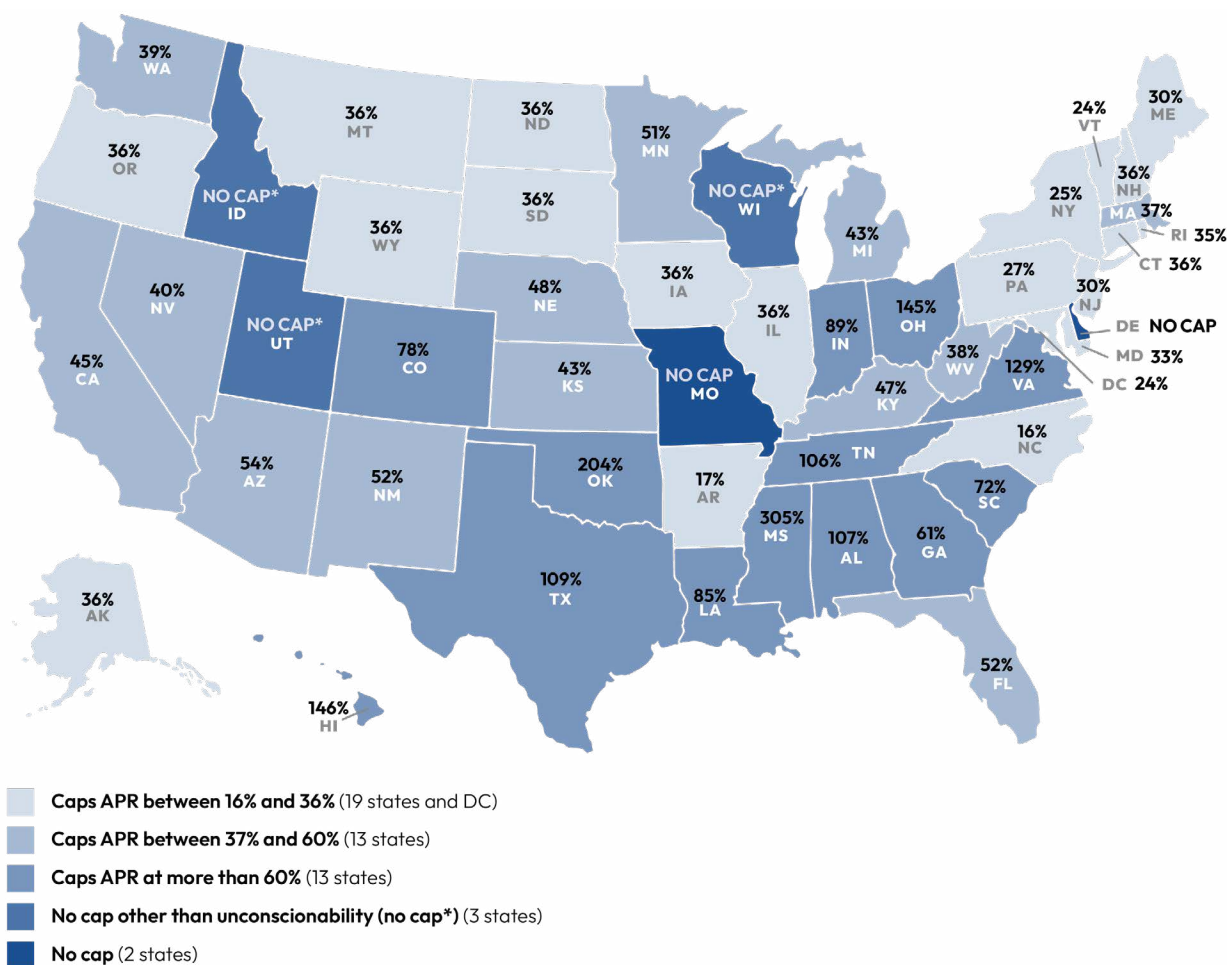 39%
WA
36%
MT
36%
ND
51%
MN
24%
VT
30%
ME
36%
OR
NO CAP*
ID
36%
SD
NO CAP*
WI
36%
NH
25%
NY
MA 37%
RI 35%
36%
WY
43%
MI
CT 36%
27%
PA
30%
NJ
40%
NV
48%
NE
36%
IA
36%
IL
89%
IN
145%
OH
DE NO CAP
NO CAP*
UT
78%
CO
MD 33%
45%
CA
43%
KS
NO CAP
MO
38%
WV
129%
VA
DC 24%
47%
KY
16%
NC
54%
AZ
52%
NM
204%
OK
17%
AR
106% TN
72%
SC
305%
MS
107%
AL
61%
GA
109%
TX
85%
LA
36%
AK
52%
FL
146%
HI
Caps APR between 16% and 36% (19 states and DC)
Caps APR between 37% and 60% (13 states)
Caps APR at more than 60% (13 states)
No cap other than unconscionability (no cap*) (3 states)
No cap (2 states)